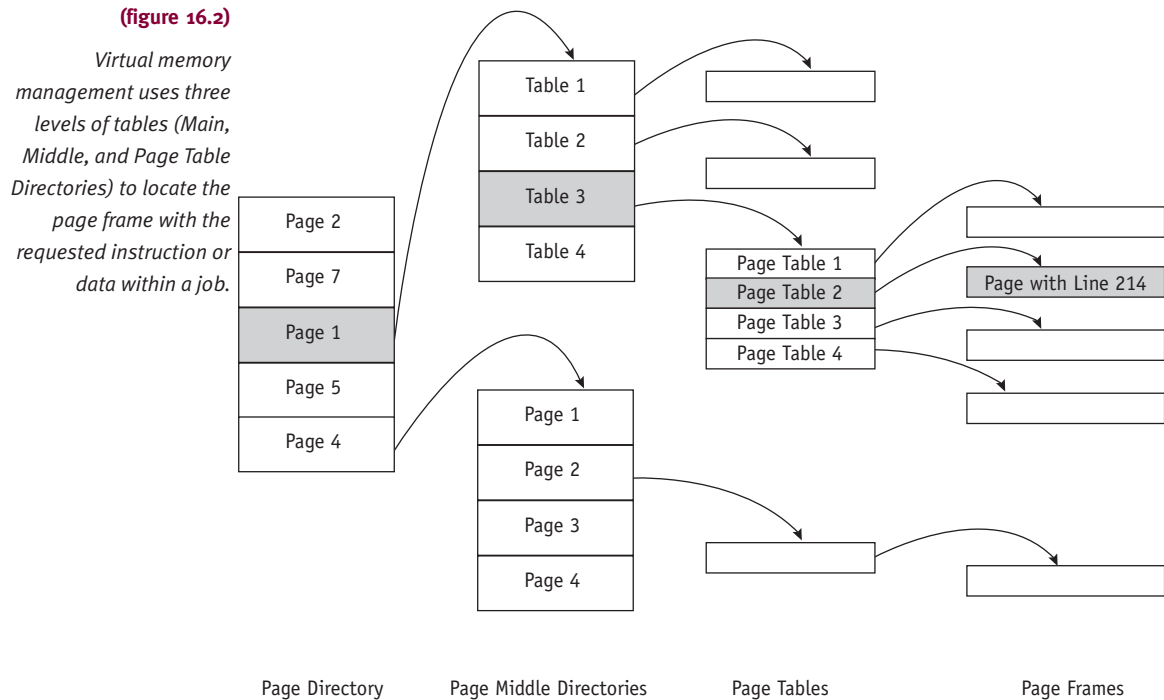 (figure 16.2)
Virtual memory
management uses three
levels of tables (Main,
Middle, and Page Table
Directories) to locate the
page frame with the
requested instruction or
data within a job.
Page 2
Page 7
Page 1
Page 5
Page 4
Table 1
Table 2
Table 3
Table 4
Page 1
Page 2
Page 3
Page 4
Page Table 1
Page Table 2
Page Table 3
Page Table 4
Page with Line 214
Page Directory
Page Middle Directories
Page Tables
Page Frames